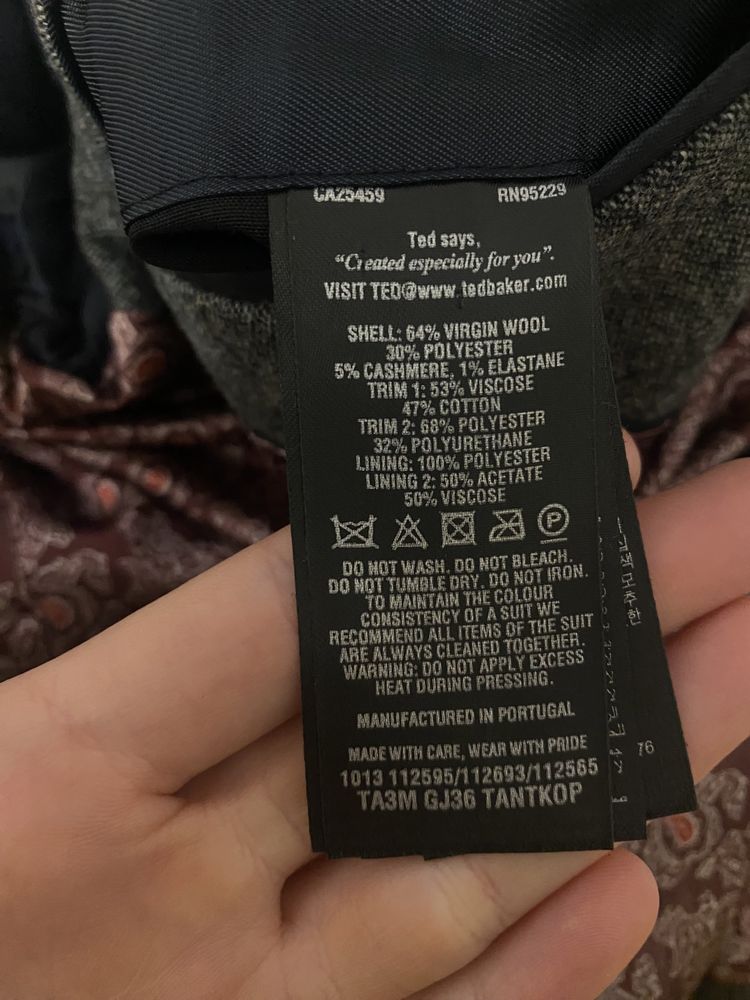 CA25459 RN95229
Ted says,
“Created especially for you”.
VISIT TED@www.tedbaker.com
SHELL: 64% VIRGIN WOOL
30% POLYESTER
5% CASHMERE, 1% ELASTANE
TRIM 1: 53% VISCOSE
47% COTTON
TRIM 2: 68% POLYESTER
32% POLYURETHANE
LINING: 100% POLYESTER
LINING 2: 50% ACETATE
50% VISCOSE
P
DO NOT WASH. DO NOT BLEACH.
DO NOT TUMBLE DRY. DO NOT IRON.
TO MAINTAIN THE COLOUR
CONSISTENCY OF A SUIT WE
RECOMMEND ALL ITEMS OF THE SUIT
ARE ALWAYS CLEANED TOGETHER.
WARNING: DO NOT APPLY EXCESS
HEAT DURING PRESSING.
MANUFACTURED IN PORTUGAL
MADE WITH CARE, WEAR WITH PRIDE
1013 112595/112693/112565
TA3M GJ36 TANTKOP
76